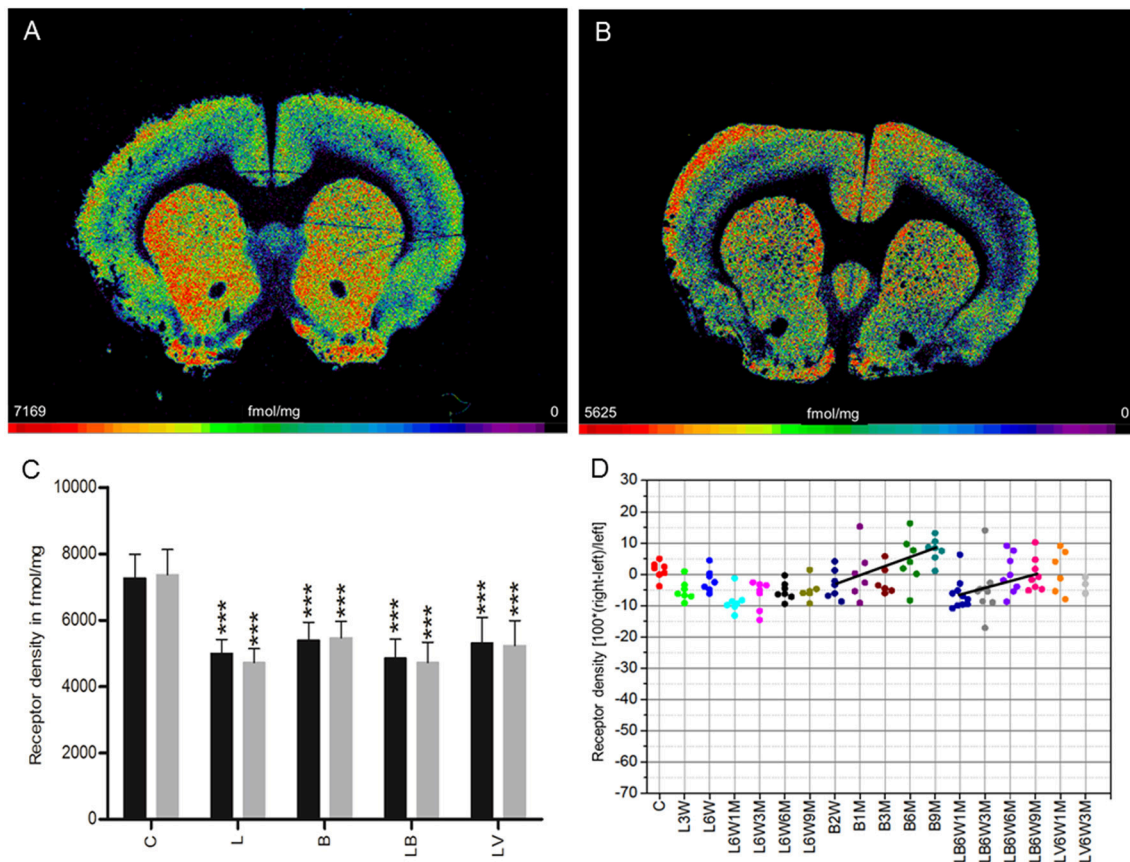 A
7169 fmol/mg 0
B
5625 fmol/mg 0
C
Receptor density in fmol/mg
10000
8000
6000
4000
2000
0
*** *** *** *** *** *** *** ***
C L B LB LV
D
Receptor density [100*(right-left)/left]
30
20
10
0
-10
-20
-30
-40
-50
-60
-70
C L3W L6W L6W1M L6W3M L6W6M L6W9M B2W B1M B3M B6M B9M LB6W1M LB6W3M LB6W6M LB6W9M LV6W1M LV6W3M